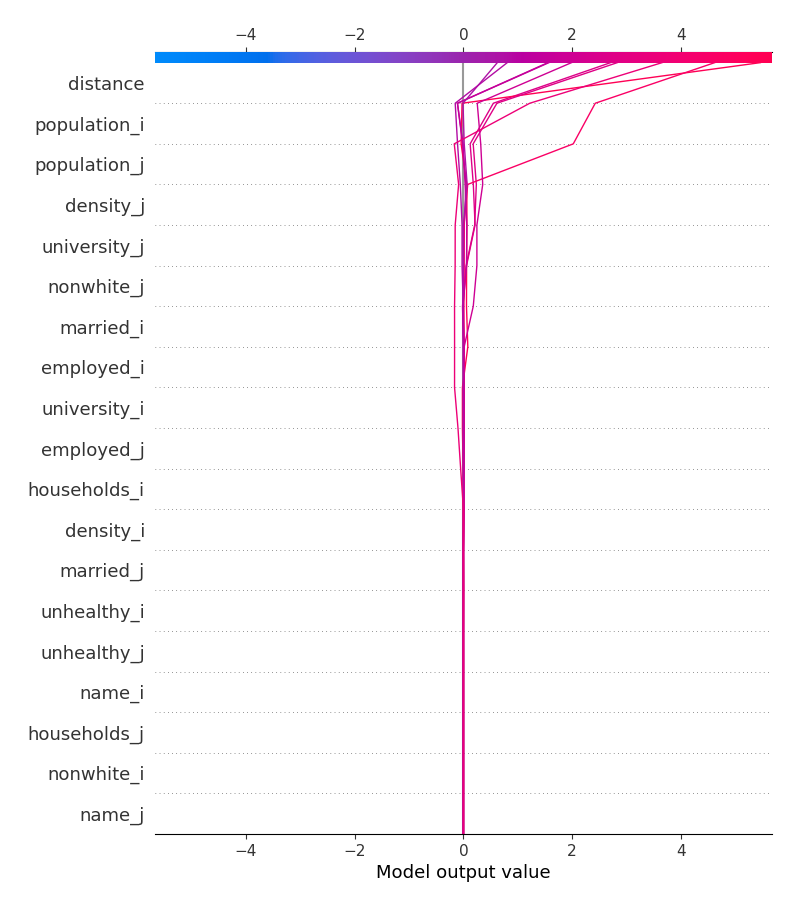 −4 −2 0 2 4
distance
population_i
population_j
density_j
university_j
nonwhite_j
married_i
employed_i
university_i
employed_j
households_i
density_i
married_j
unhealthy_i
unhealthy_j
name_i
households_j
nonwhite_i
name_j
−4 −2 0 2 4
Model output value